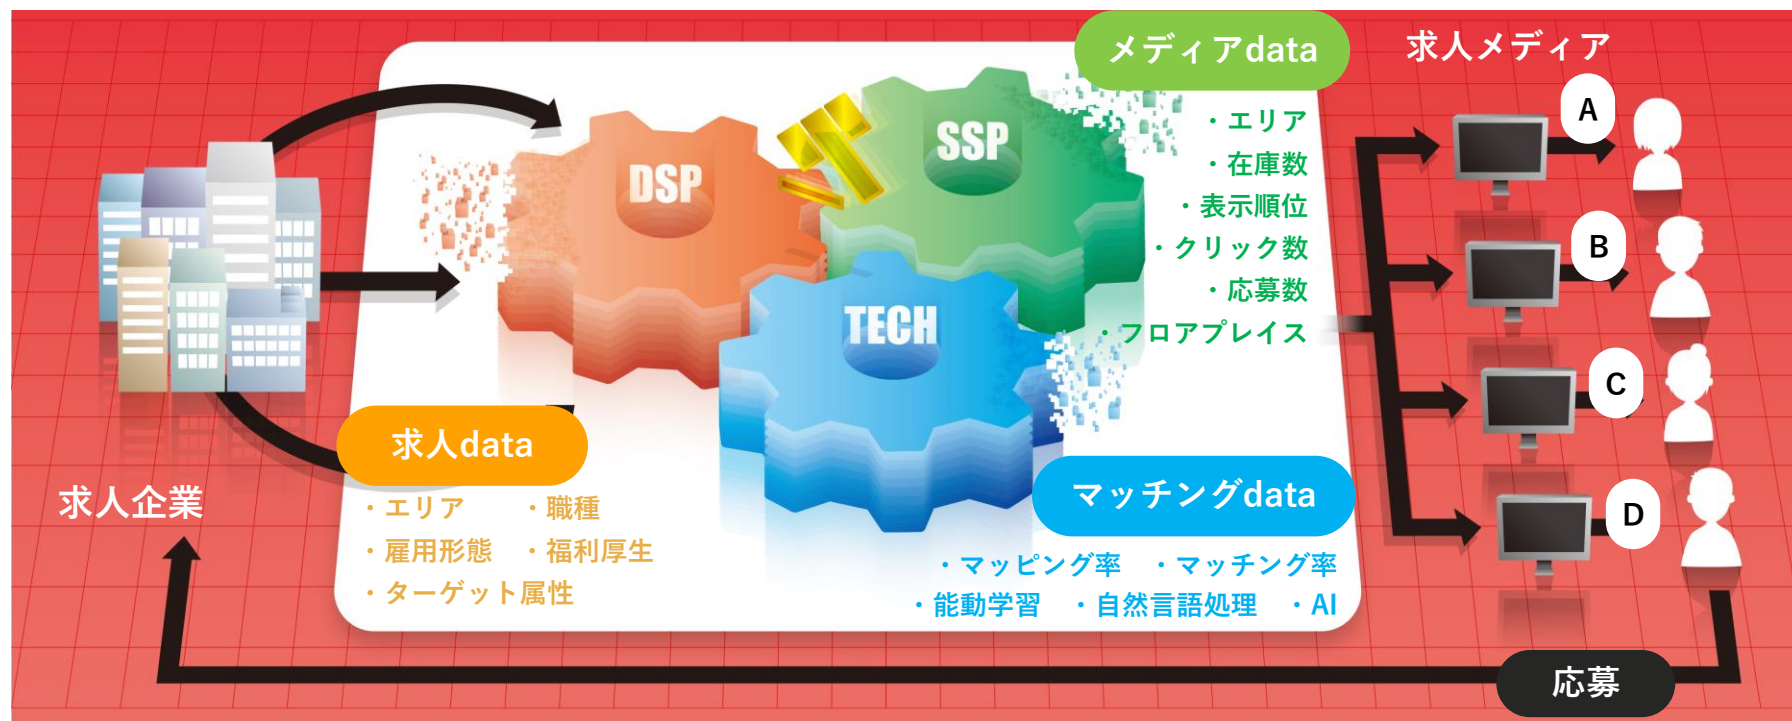 メディアdata
求人メディア
・エリア
・在庫数
・表示順位
・クリック数
・応募数
・フロアプレイス
DSP
SSP
TECH
A
B
C
D
求人企業
求人data
・エリア ・職種
・雇用形態 ・福利厚生
・ターゲット属性
マッチングdata
・マッピング率 ・マッチング率
・能動学習 ・自然言語処理 ・AI
応募